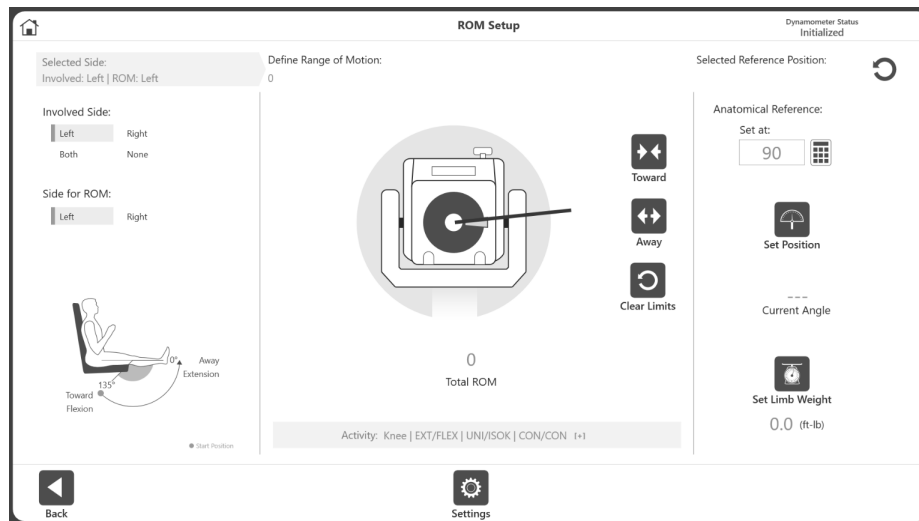 ROM Setup
Dynamometer Status
Initialized
Selected Side:
Involved: Left | ROM: Left
Define Range of Motion:
0
Selected Reference Position:
Involved Side:
Left Right
Both None
Side for ROM:
Left Right
0°
Away
Extension
135°
Toward
Flexion
Start Position
Toward
Away
Clear Limits
0
Total ROM
Activity: Knee | EXT/FLEX | UNI/ISOK | CON/CON [+]
Anatomical Reference:
Set at:
90
Set Position
---
Current Angle
Set Limb Weight
0.0 (ft-lb)
Back
Settings